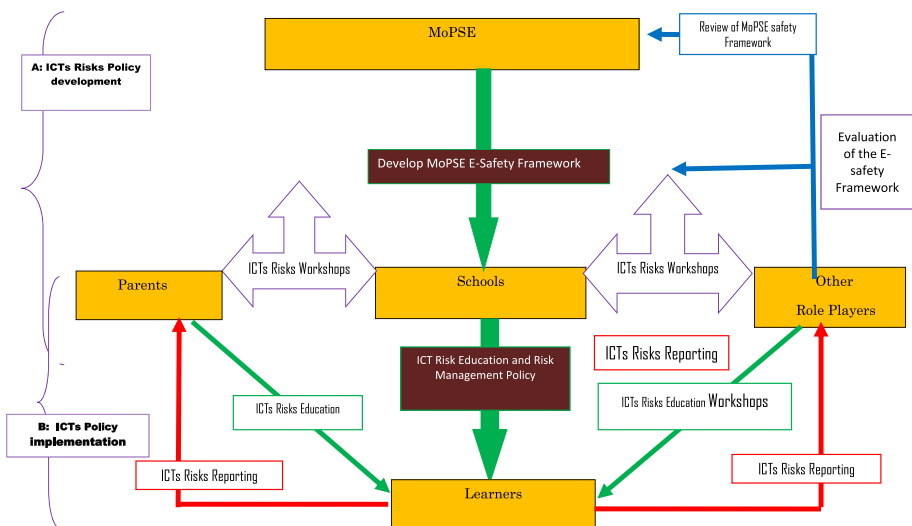 MoPSE
Review of MoPSE safety
Framework
A: ICTs Risks Policy
development
Evaluation
of the E-
safety
Framework
Develop MoPSE E-Safety Framework
ICTs Risks Workshops
ICTs Risks Workshops
Parents
Schools
Other
Role Players
ICTs Risks Reporting
ICT Risk Education and Risk
Management Policy
ICTs Risks Education
ICTs Risks Education Workshops
B: ICTs Policy
implementation
ICTs Risks Reporting
ICTs Risks Reporting
Learners